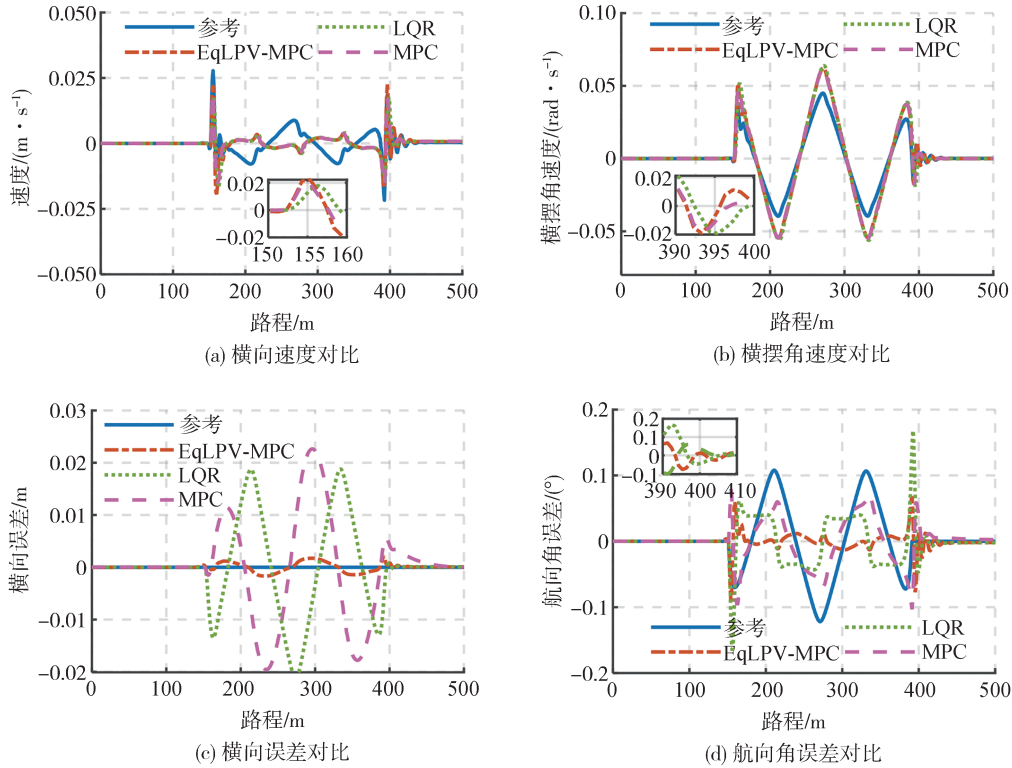 0.050
0.025
0
−0.025
−0.050
速度/(m·s⁻¹)
参考
LQR
EqLPV-MPC
MPC
0.02
0
−0.02
150 155 160
0 100 200 300 400 500
路程/m
(a) 横向速度对比
0.10
0.05
0
−0.05
横摆角速度/(rad·s⁻¹)
参考
LQR
EqLPV-MPC
MPC
0.02
0
−0.02
390 395 400
0 100 200 300 400 500
路程/m
(b) 横摆角速度对比
0.03
0.02
0.01
0
−0.01
−0.02
横向误差/m
参考
EqLPV-MPC
LQR
MPC
0 100 200 300 400 500
路程/m
(c) 横向误差对比
0.2
0.1
0
−0.1
−0.2
航向角误差/(°)
0.2
0.1
0
−0.1
390 400 410
参考
LQR
EqLPV-MPC
MPC
0 100 200 300 400 500
路程/m
(d) 航向角误差对比